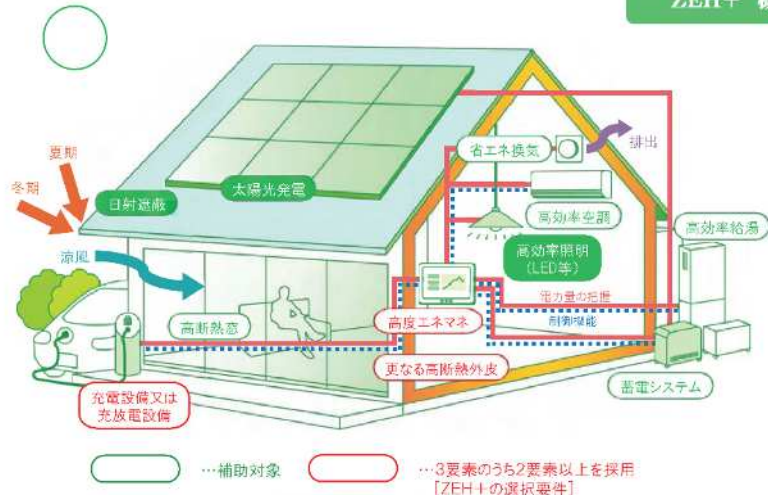 ZEH+
省エネ換気
排出
夏期
冬期
日射遮蔽
太陽光発電
高効率空調
高効率給湯
高効率照明
(LED等)
涼風
電力量の把握
高断熱窓
高度エネマネ
制御機能
更なる高断熱外皮
充電設備又は
充放電設備
蓄電システム
…補助対象
…3要素のうち2要素以上を採用
[ZEH+の選択要件]